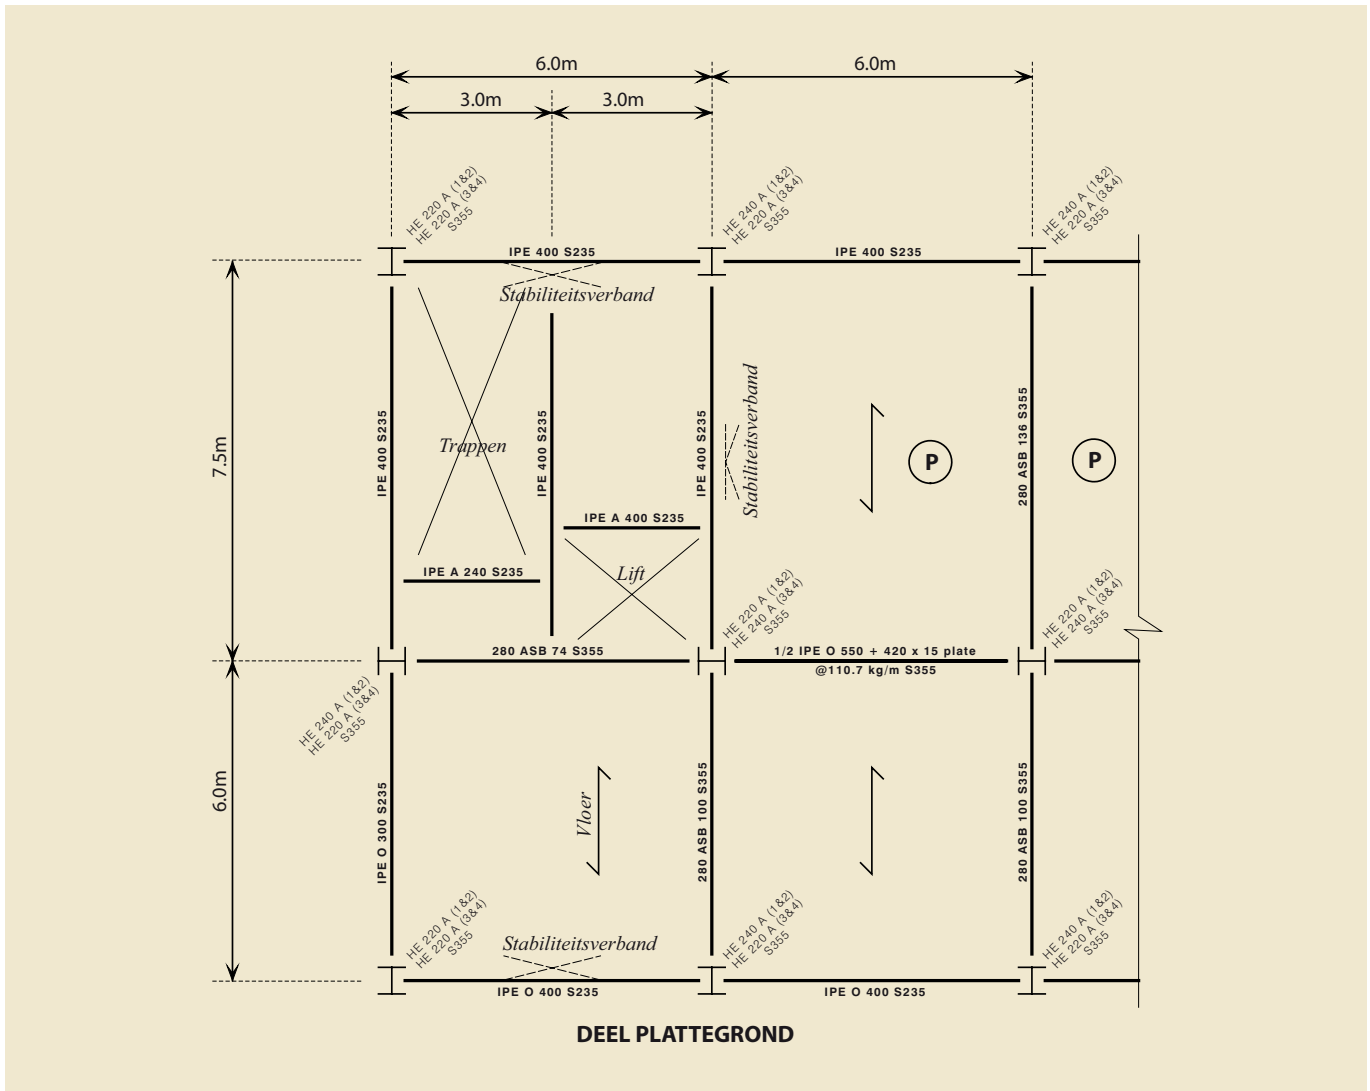 6.0m
6.0m
3.0m
3.0m
HE 220 A (1&2)
HE 220 A (3&4)
S355
HE 240 A (1&2)
HE 220 A (3&4)
S355
HE 240 A (1&2)
HE 220 A (3&4)
S355
IPE 400 S235
IPE 400 S235
Stabiliteitsverband
7.5m
IPE 400 S235
Trappen
IPE 400 S235
IPE 400 S235
Stabiliteitsverband
P
280 ASB 136 S355
P
IPE A 400 S235
IPE A 240 S235
Lift
HE 220 A (1&2)
HE 240 A (3&4)
S355
HE 220 A (1&2)
HE 240 A (3&4)
S355
280 ASB 74 S355
1/2 IPE O 550 + 420 x 15 plate
@110.7 kg/m S355
HE 240 A (1&2)
HE 220 A (3&4)
S355
6.0m
IPE O 300 S235
Vloer
280 ASB 100 S355
280 ASB 100 S355
HE 220 A (1&2)
HE 220 A (3&4)
S355
HE 240 A (1&2)
HE 220 A (3&4)
S355
HE 240 A (1&2)
HE 220 A (3&4)
S355
Stabiliteitsverband
IPE O 400 S235
IPE O 400 S235
DEEL PLATTEGROND